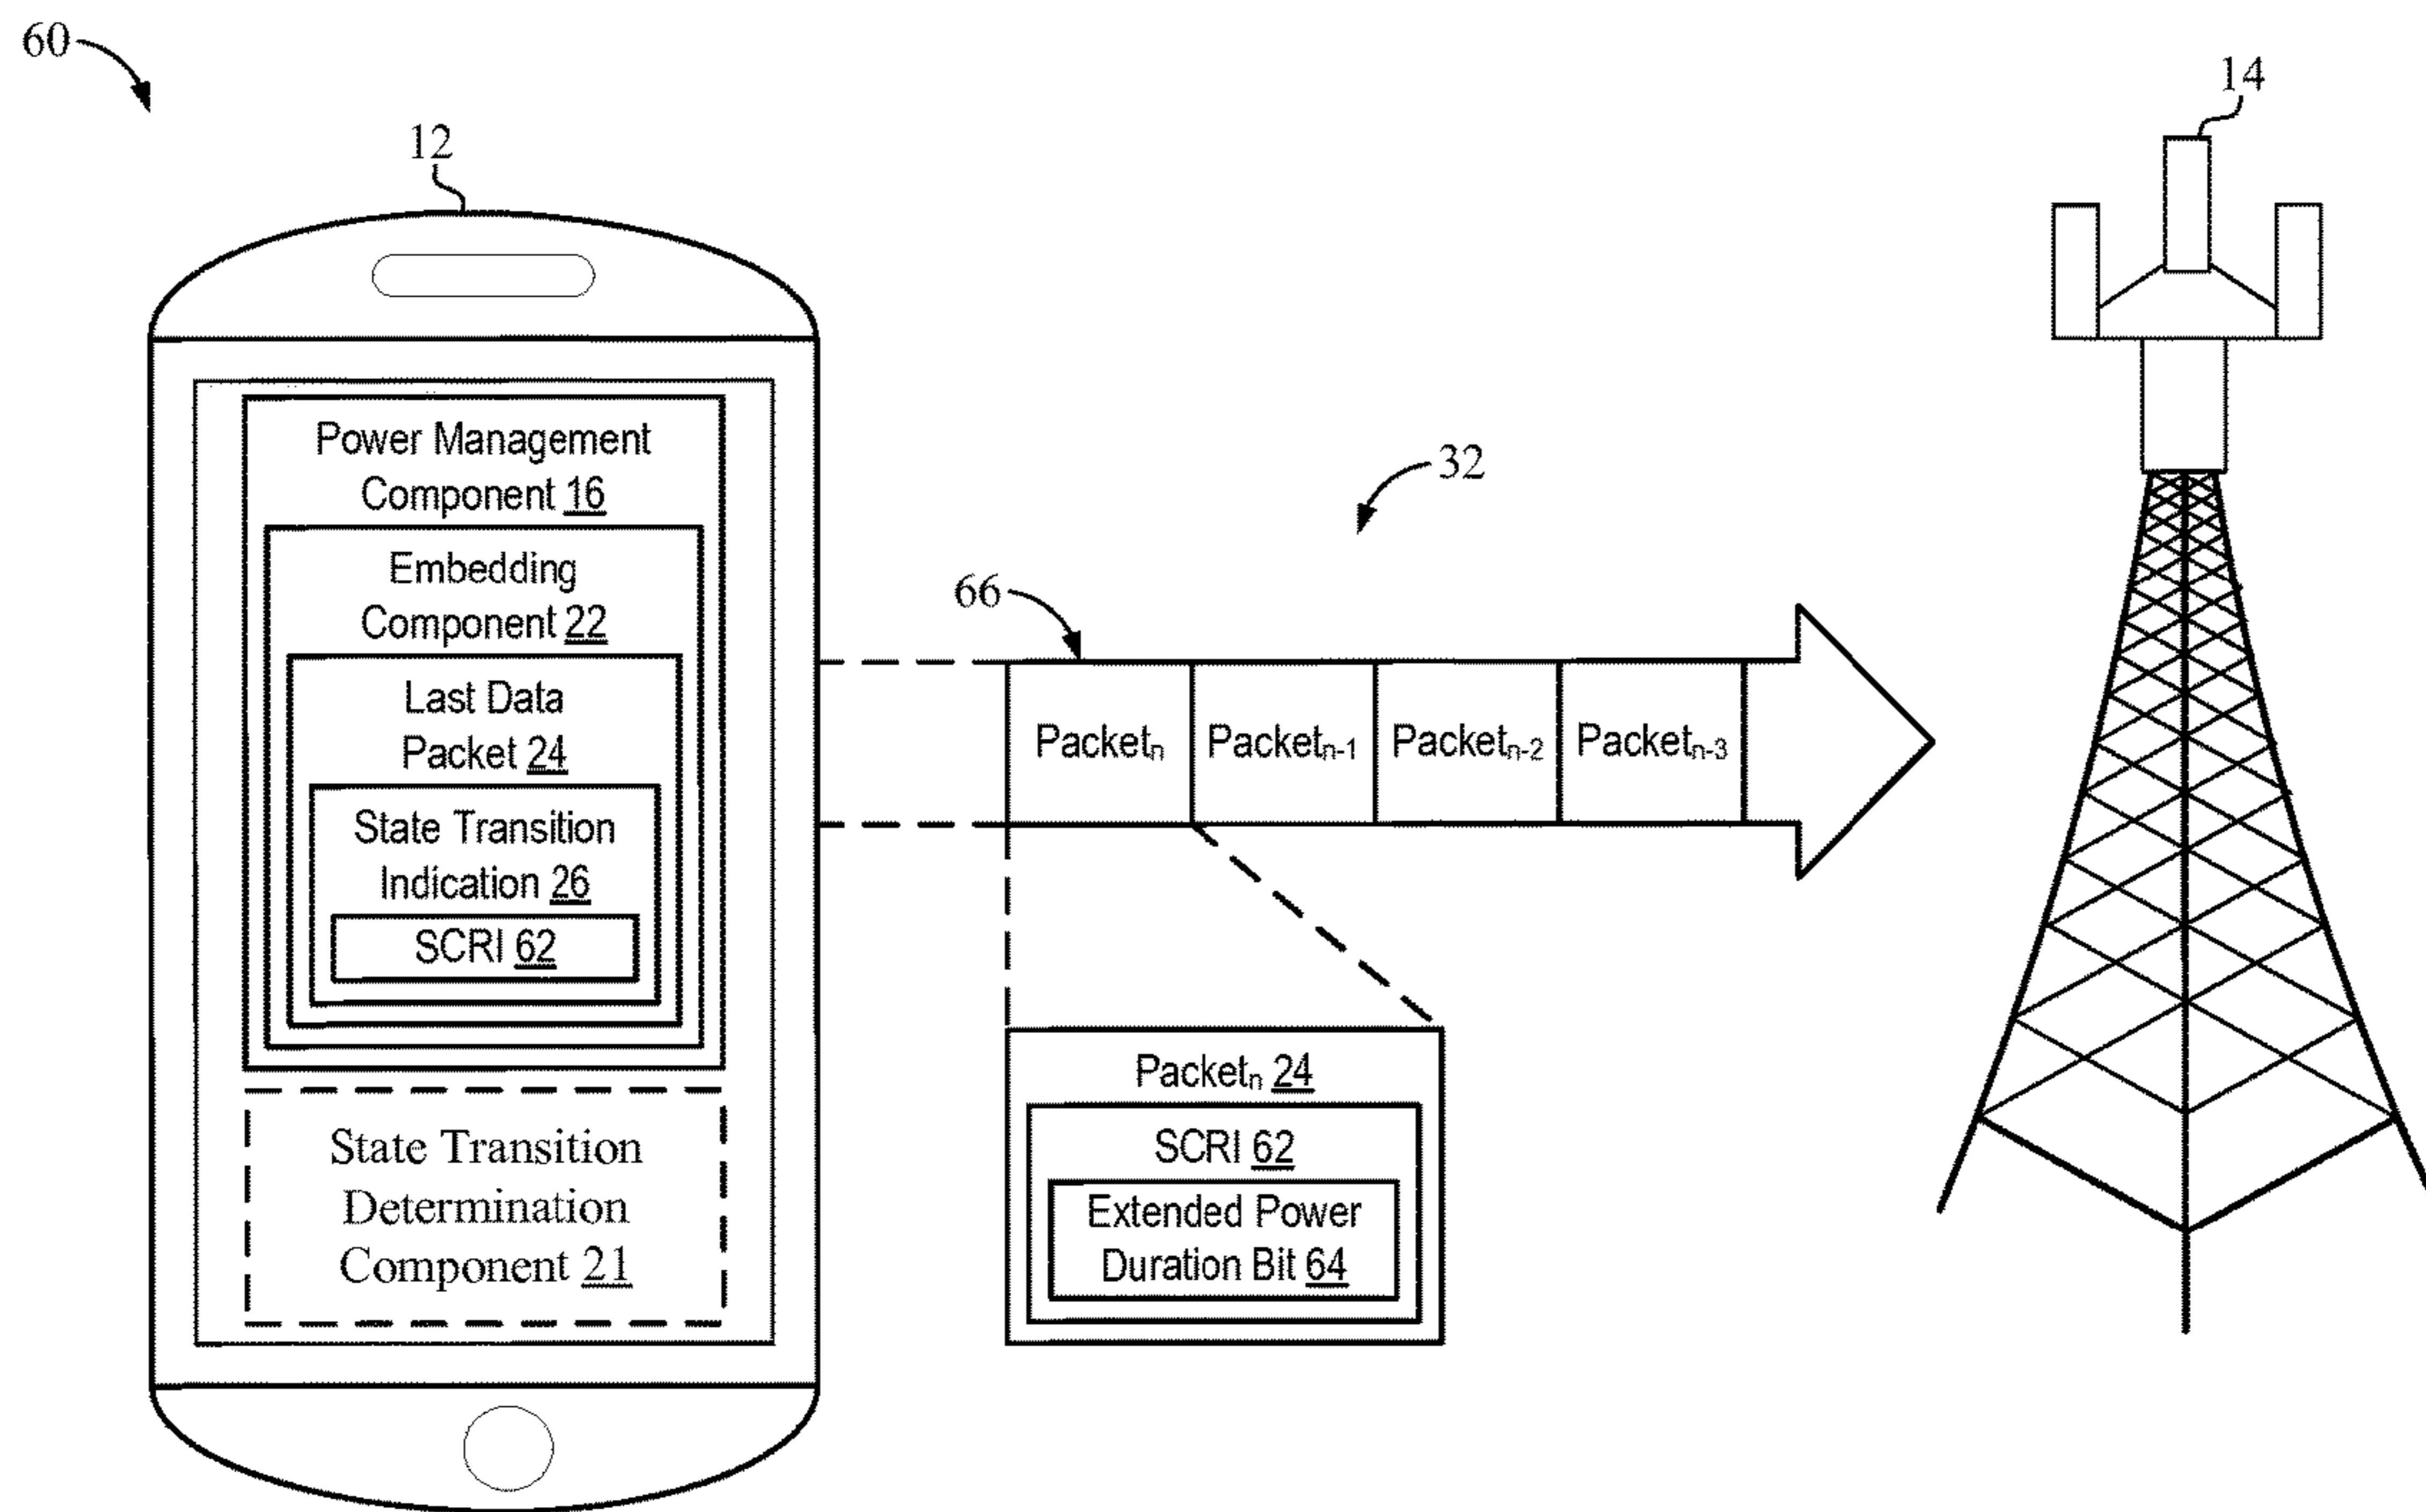 60
14
12
Power Management
Component 16
32
Embedding
Component 22
66
Last Data
Packet 24
Packetₙ
Packetₙ₋₁
Packetₙ₋₂
Packetₙ₋₃
State Transition
Indication 26
SCRI 62
Packetₙ 24
SCRI 62
Extended Power
Duration Bit 64
State Transition
Determination
Component 21